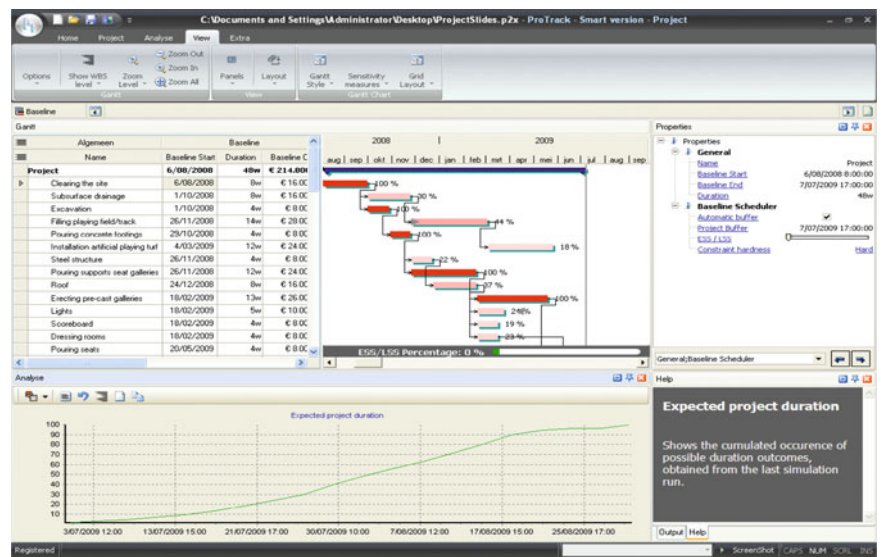 C:\Documents and Settings\Administrator\Desktop\ProjectSlides.p2x - ProTrack - Smart version - Project
Home Project Analyse View Extra
Options
Show WBS level
Zoom Level
Zoom Out
Zoom In
Zoom All
Gantt
Panels
Layout
View
Gantt Style
Sensitivity measures
Grid Layout
Gantt Chart
Baseline
Gantt
Algemeen Baseline
Name Baseline Start Duration Baseline C
Project 6/08/2008 48w € 214.00
Clearing the site 6/08/2008 8w € 16.00
Subsurface drainage 1/10/2008 8w € 16.00
Excavation 1/10/2008 4w € 8.00
Filling playing field/track 26/11/2008 14w € 28.00
Pouring concrete footings 29/10/2008 4w € 8.00
Installation artificial playing turf 4/03/2009 12w € 24.00
Steel structure 26/11/2008 4w € 8.00
Pouring supports seat galleries 26/11/2008 12w € 24.00
Roof 24/12/2008 8w € 16.00
Erecting pre-cast galleries 18/02/2009 13w € 26.00
Lights 18/02/2009 5w € 10.00
Scoreboard 18/02/2009 4w € 8.00
Dressing rooms 18/02/2009 4w € 8.00
Pouring seats 20/05/2009 4w € 8.00
2008 2009
aug | sep | okt | nov | dec | jan | feb | mrt | apr | mei | jun | jul | aug | sep
100 %
30 %
100 %
44 %
100 %
18 %
22 %
100 %
37 %
100 %
19 %
23 %
ESS/LSS Percentage: 0 %
Properties
Properties
General
Name Project
Baseline Start 6/08/2008 8:00:00
Baseline End 7/07/2009 17:00:00
Duration 48w
Baseline Scheduler
Automatic buffer
Project Buffer 7/07/2009 17:00:00
ESS / LSS
Constraint hardness Hard
General;Baseline Scheduler
Analyse
Expected project duration
100
90
80
70
60
50
40
30
20
10
3/07/2009 12:00 13/07/2009 15:00 21/07/2009 17:00 30/07/2009 10:00 7/08/2009 12:00 17/08/2009 15:00 25/08/2009 17:00
Help
Expected project duration
Shows the cumulated occurence of
possible duration outcomes,
obtained from the last simulation
run.
Output Help
Registered
ScreenShot CAPS NUM SCRL INS